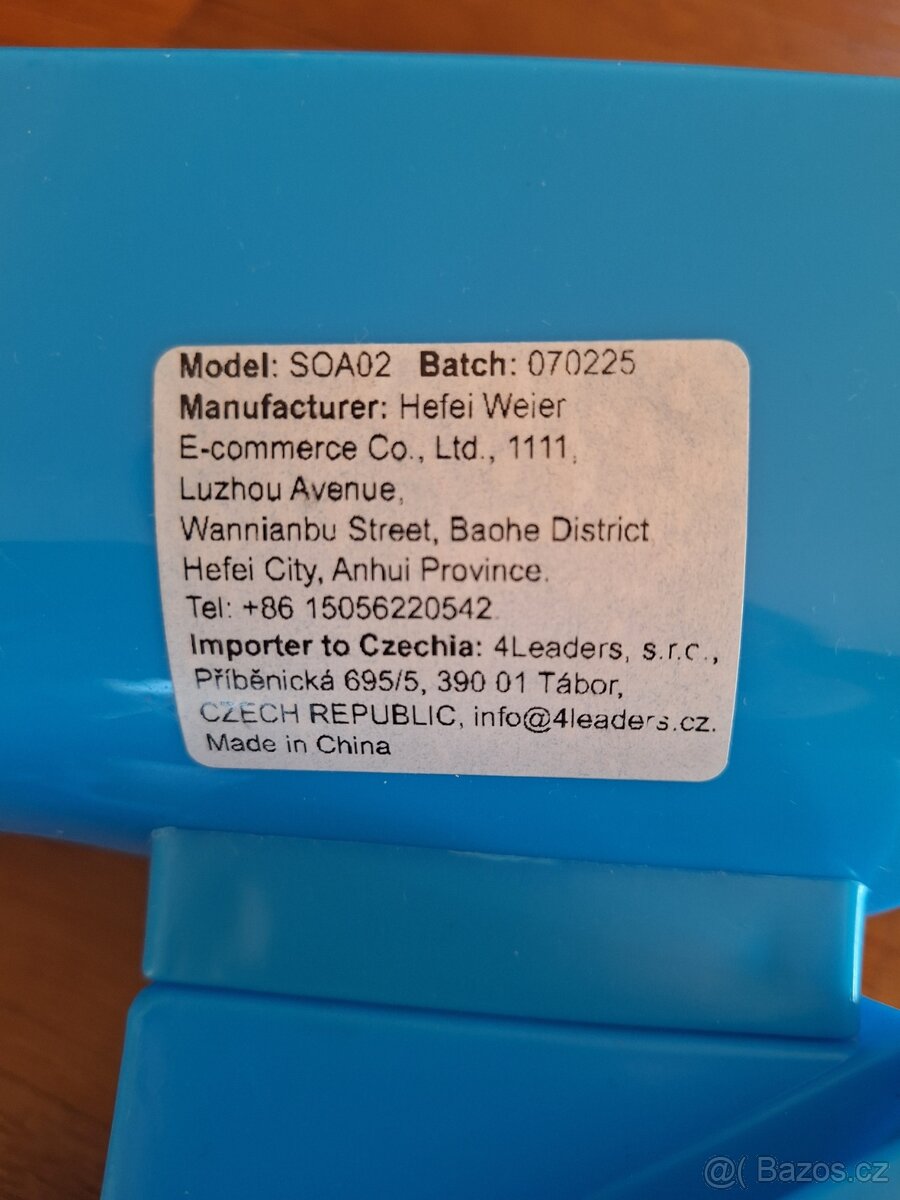 Model: SOA02 Batch: 070225
Manufacturer: Hefei Weier
E-commerce Co., Ltd., 1111,
Luzhou Avenue,
Wannianbu Street, Baohe District
Hefei City, Anhui Province.
Tel: +86 15056220542
Importer to Czechia: 4Leaders, s.r.o.,
Příběnická 695/5, 390 01 Tábor,
CZECH REPUBLIC, info@4leaders.cz.
Made in China
@( Bazos.cz